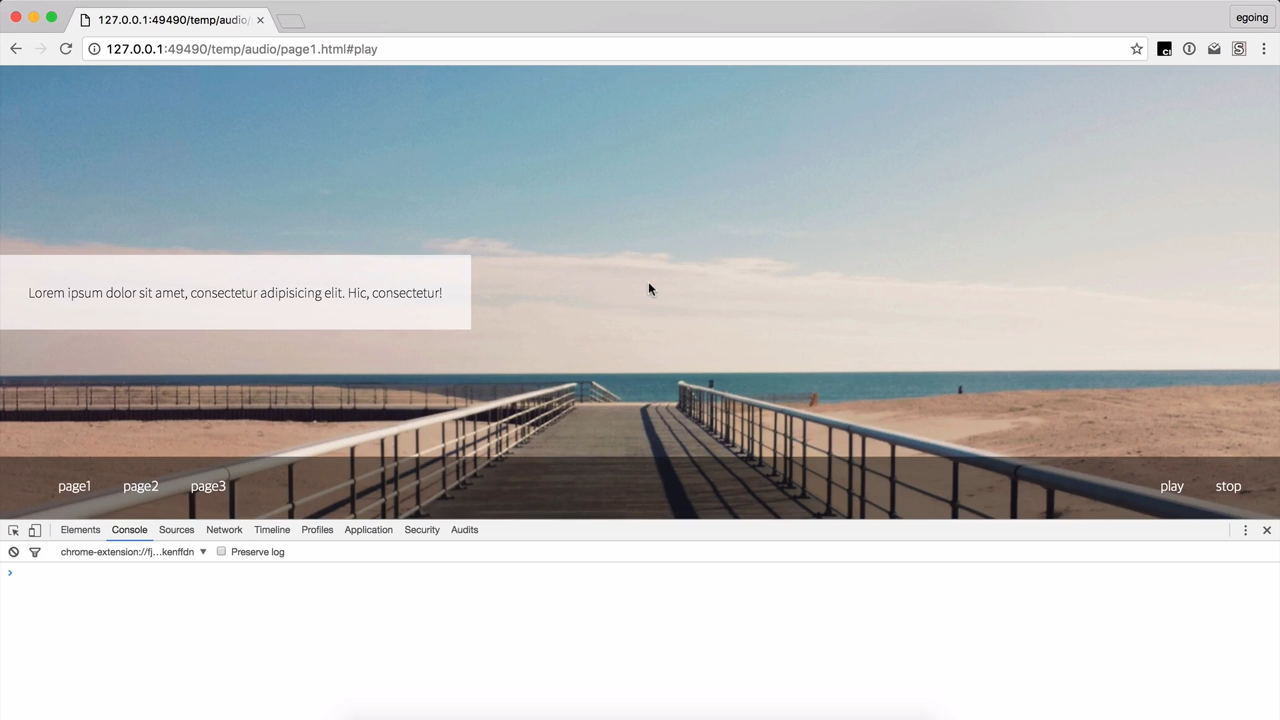 127.0.0.1:49490/temp/audio/
egoing
127.0.0.1:49490/temp/audio/page1.html#play
Lorem ipsum dolor sit amet, consectetur adipisicing elit. Hic, consectetur!
page1 page2 page3 play stop
Elements Console Sources Network Timeline Profiles Application Security Audits
chrome-extension://fj…kenffdn ▼ Preserve log